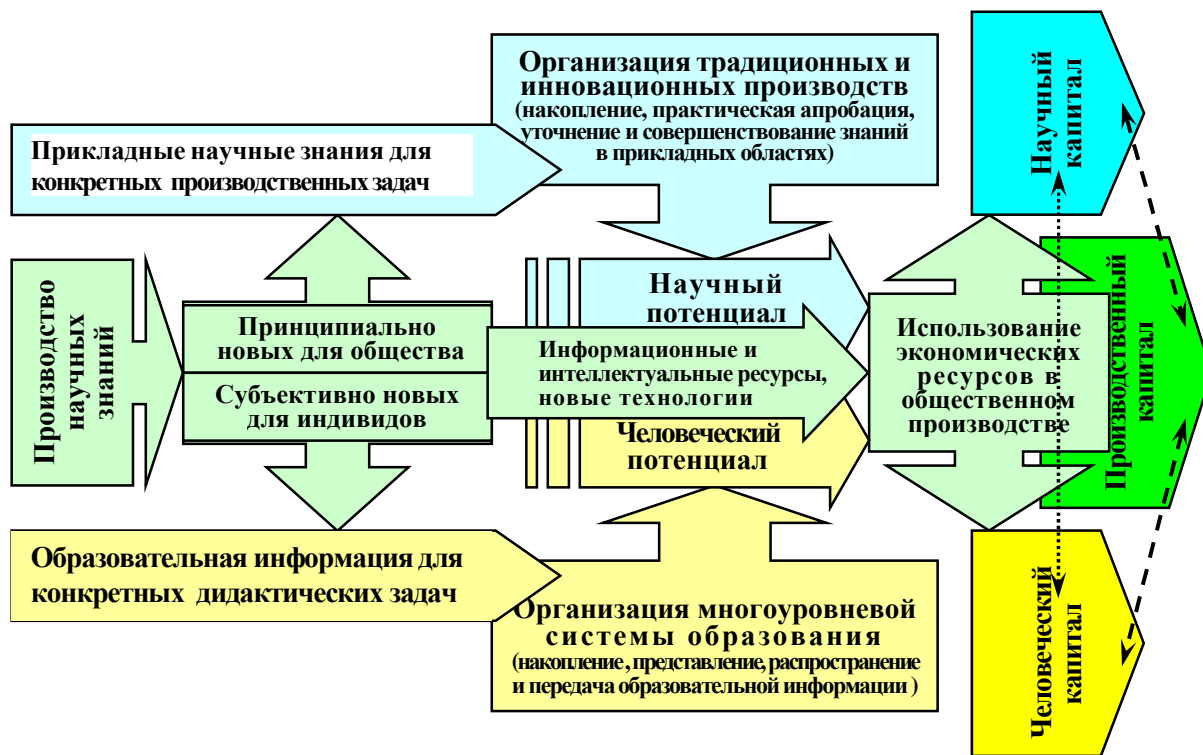 Организация традиционных и
инновационных производств
(накопление, практическая апробация,
уточнение и совершенствование знаний
в прикладных областях)
Прикладные научные знания для
конкретных производственных задач
Научный
капитал
Производство
научных
знаний
Принципиально
новых для общества
Субъективно новых
для индивидов
Научный
потенциал
Информационные и
интеллектуальные ресурсы,
новые технологии
Человеческий
потенциал
Использование
экономических
ресурсов в
общественном
производстве
Производственный
капитал
Образовательная информация для
конкретных дидактических задач
Организация многоуровневой
системы образования
(накопление, представление, распространение
и передача образовательной информации)
Человеческий
капитал